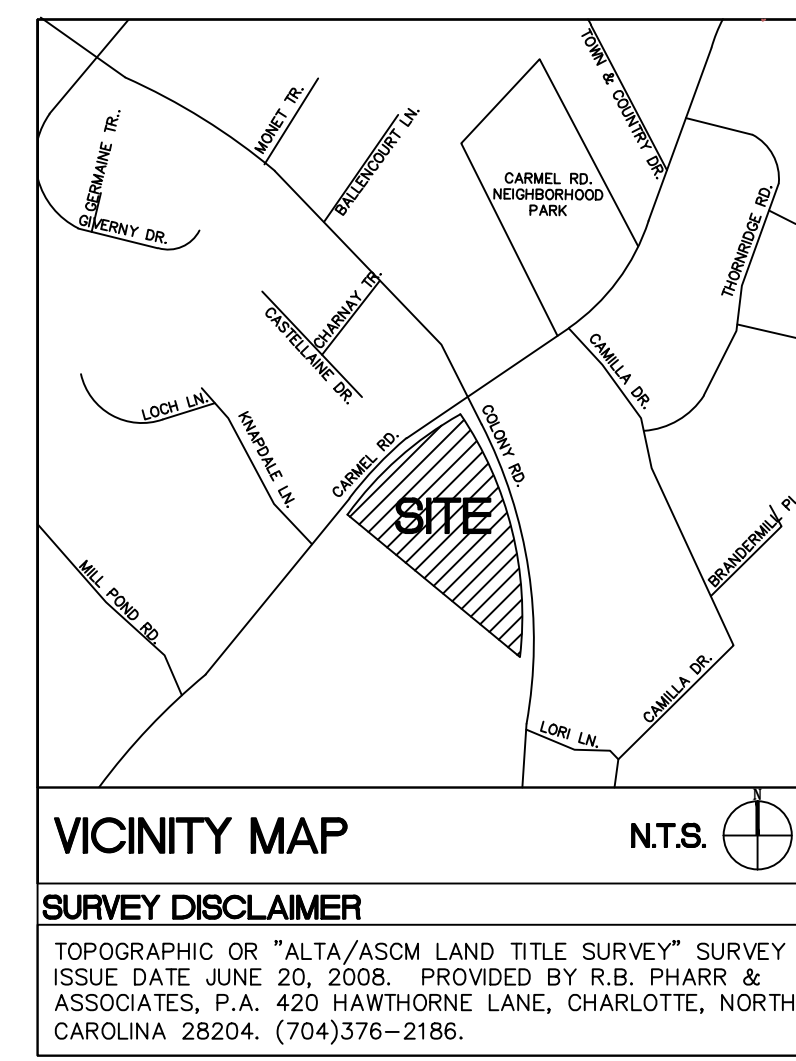 TOWN & COUNTRY DR.
MONET TR.
BALLENCOURT LN.
GERMAINE TR..
GIVERNY DR.
CARMEL RD.
NEIGHBORHOOD
PARK
THORNRIDGE RD.
CHARNAY TR.
CASTELLAINE DR.
CAMILLA DR.
LOCH LN.
KNAPDALE LN.
CARMEL RD.
COLONY RD.
SITE
BRANDERMILL
MILL POND RD.
CAMILLA DR.
LORI LN.
N
VICINITY MAP
N.T.S.
SURVEY DISCLAIMER
TOPOGRAPHIC OR "ALTA/ASCM LAND TITLE SURVEY" SURVEY
ISSUE DATE JUNE 20, 2008. PROVIDED BY R.B. PHARR &
ASSOCIATES, P.A. 420 HAWTHORNE LANE, CHARLOTTE, NORTH
CAROLINA 28204. (704)376-2186.